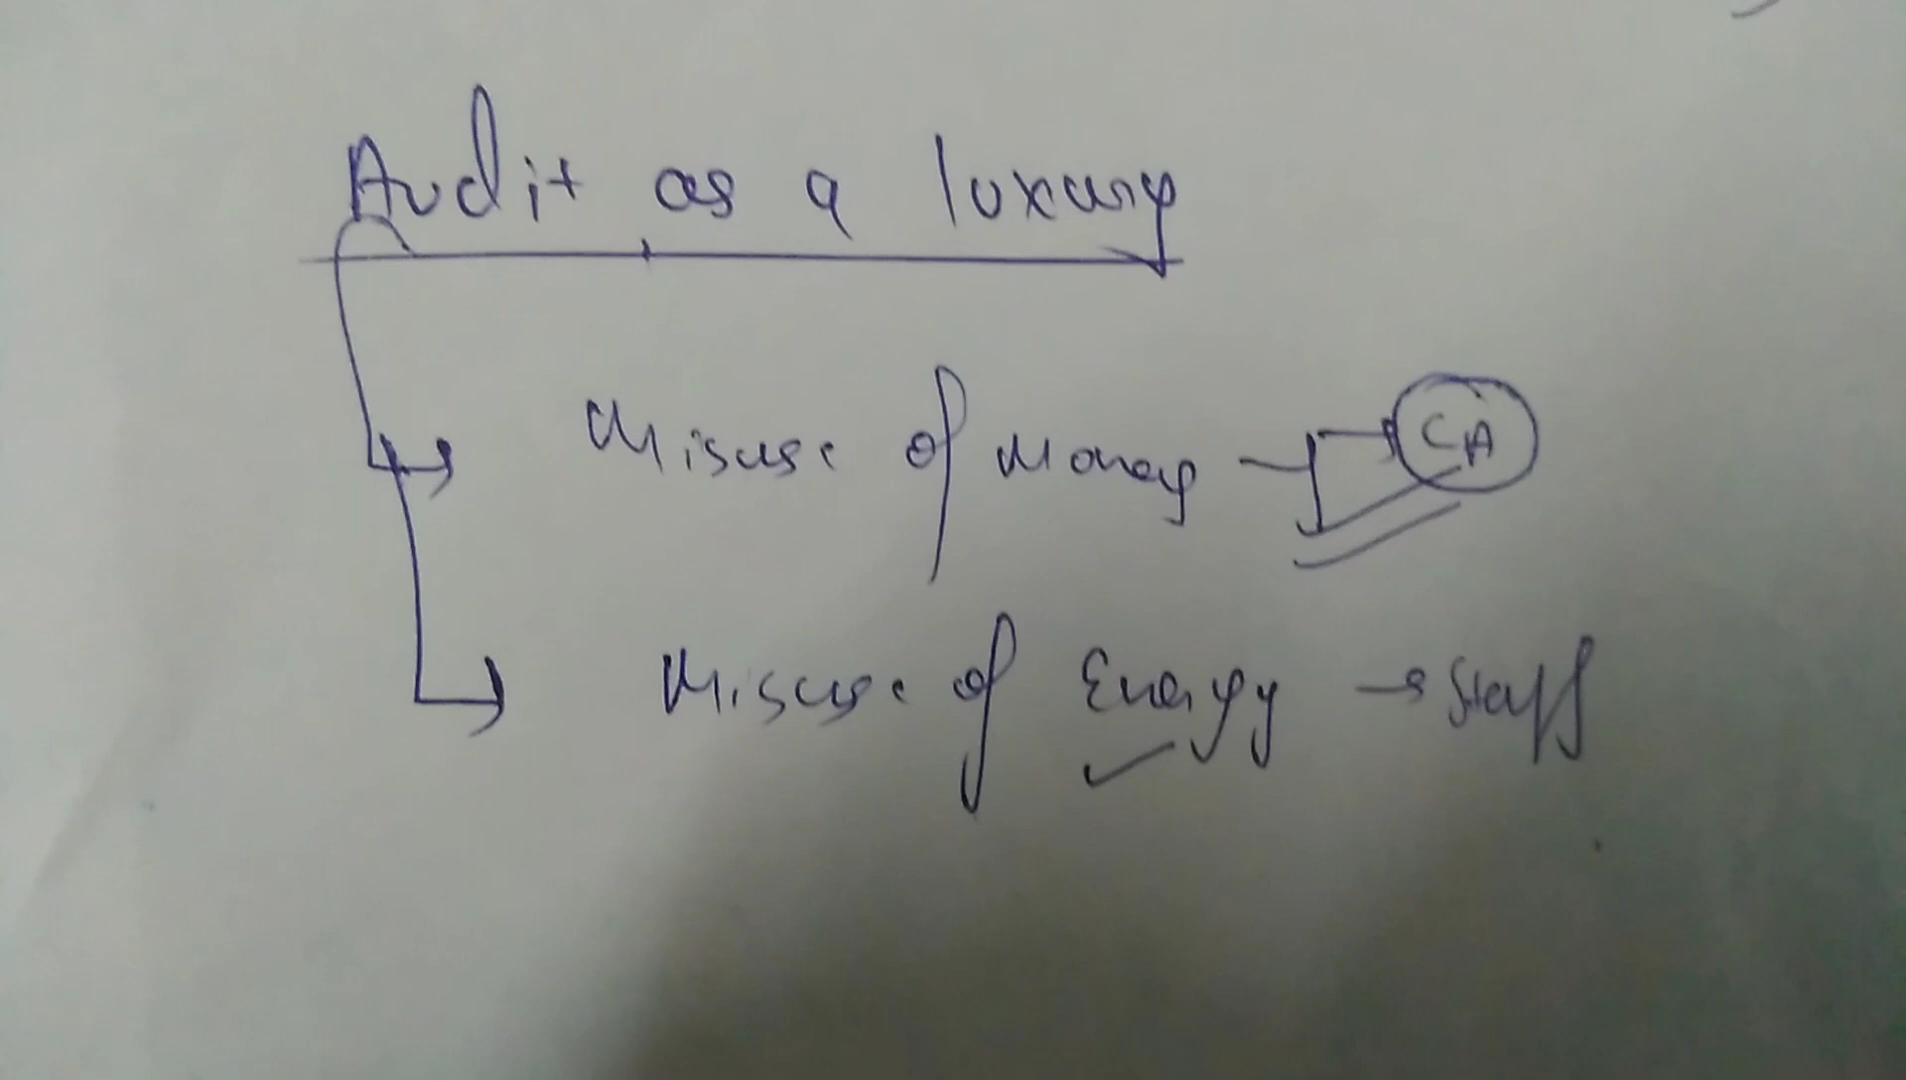 Audit as a luxury
Misuse of Money → CA
Misuse of Energy → Staff